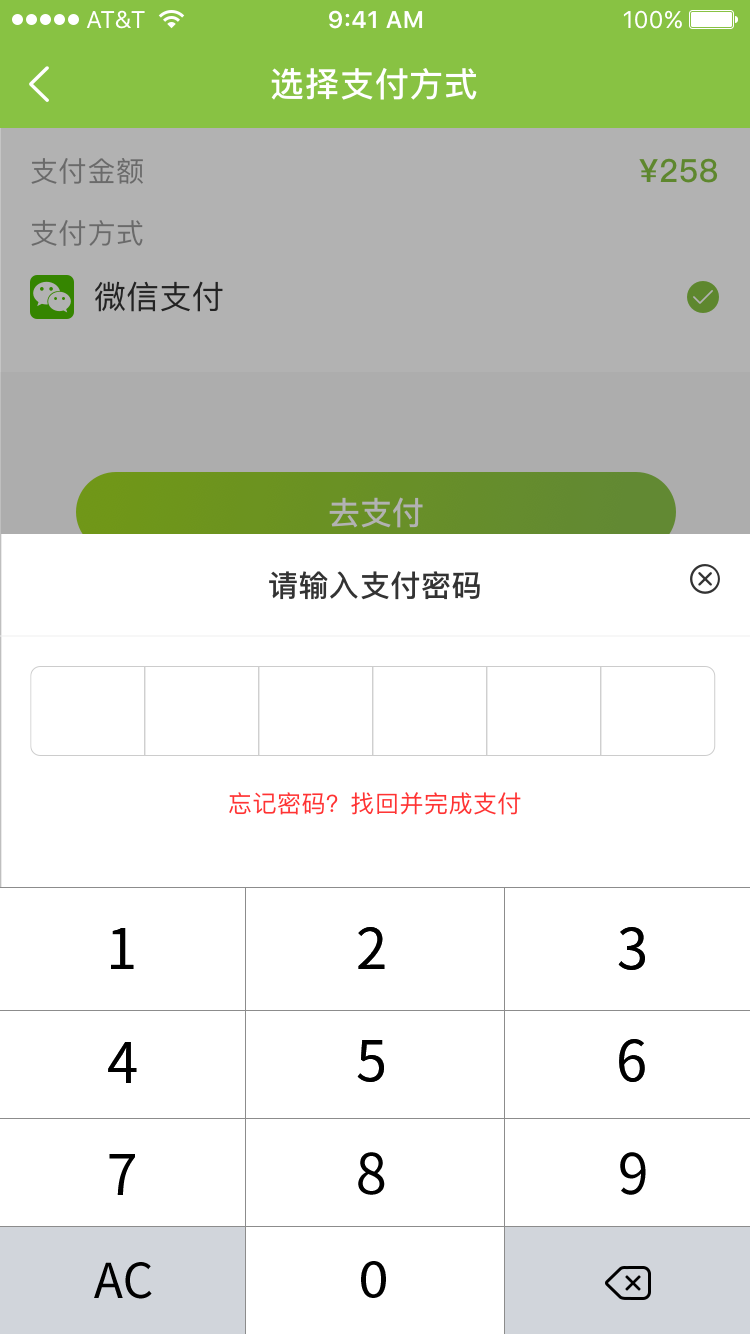 AT&T 9:41 AM 100%
选择支付方式
支付金额 ¥258
支付方式
微信支付
去支付
请输入支付密码
忘记密码？找回并完成支付
1 2 3
4 5 6
7 8 9
AC 0